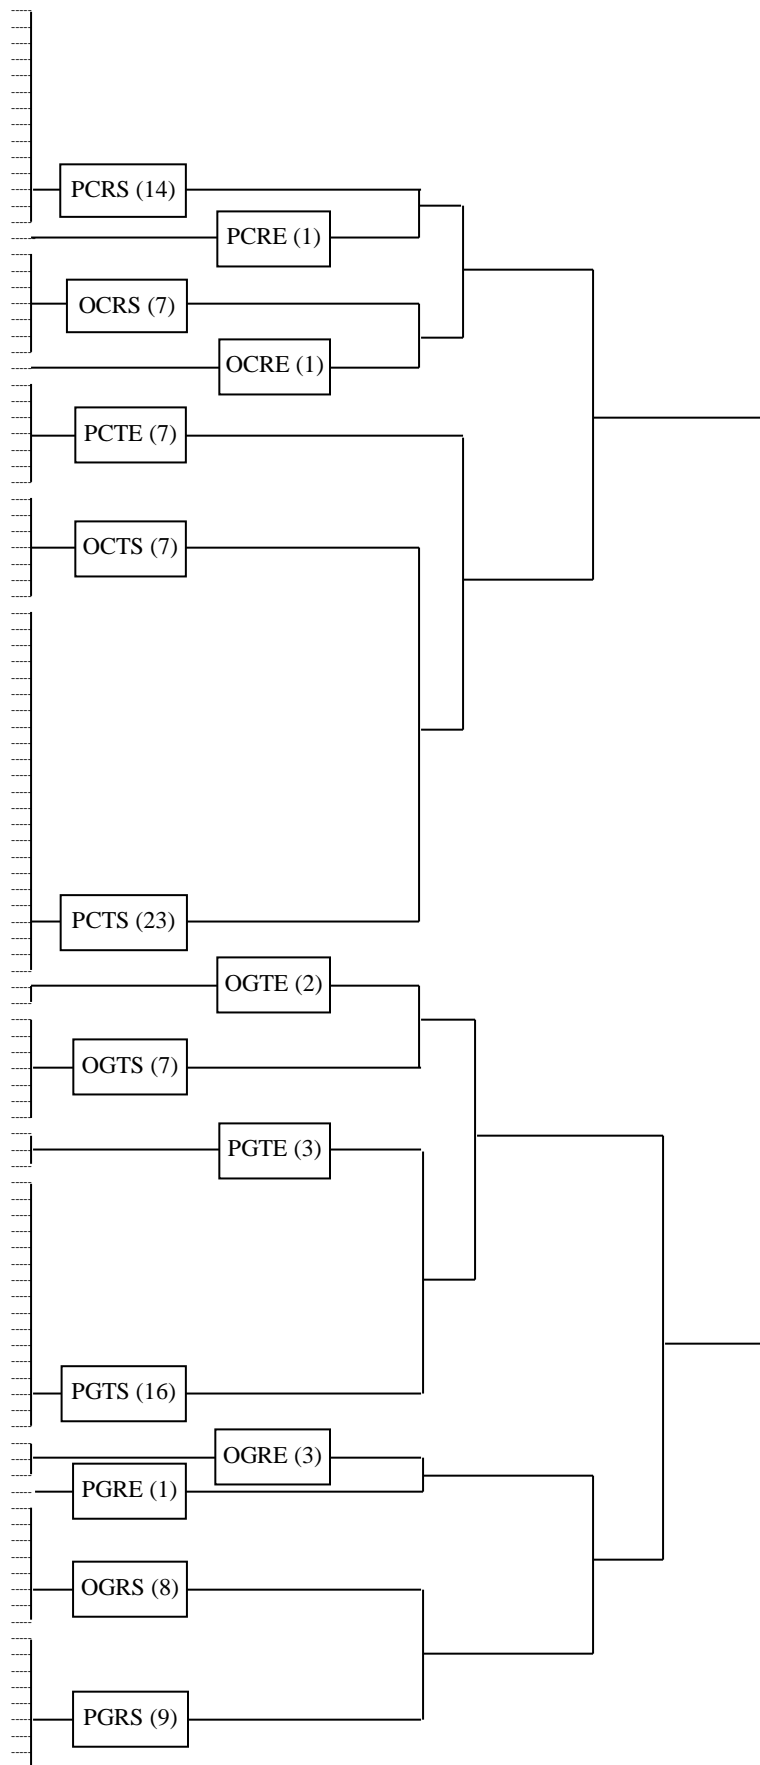 PCRS (14)
PCRE (1)
OCRS (7)
OCRE (1)
PCTE (7)
OCTS (7)
PCTS (23)
OGTE (2)
OGTS (7)
PGTE (3)
PGTS (16)
OGRE (3)
PGRE (1)
OGRS (8)
PGRS (9)